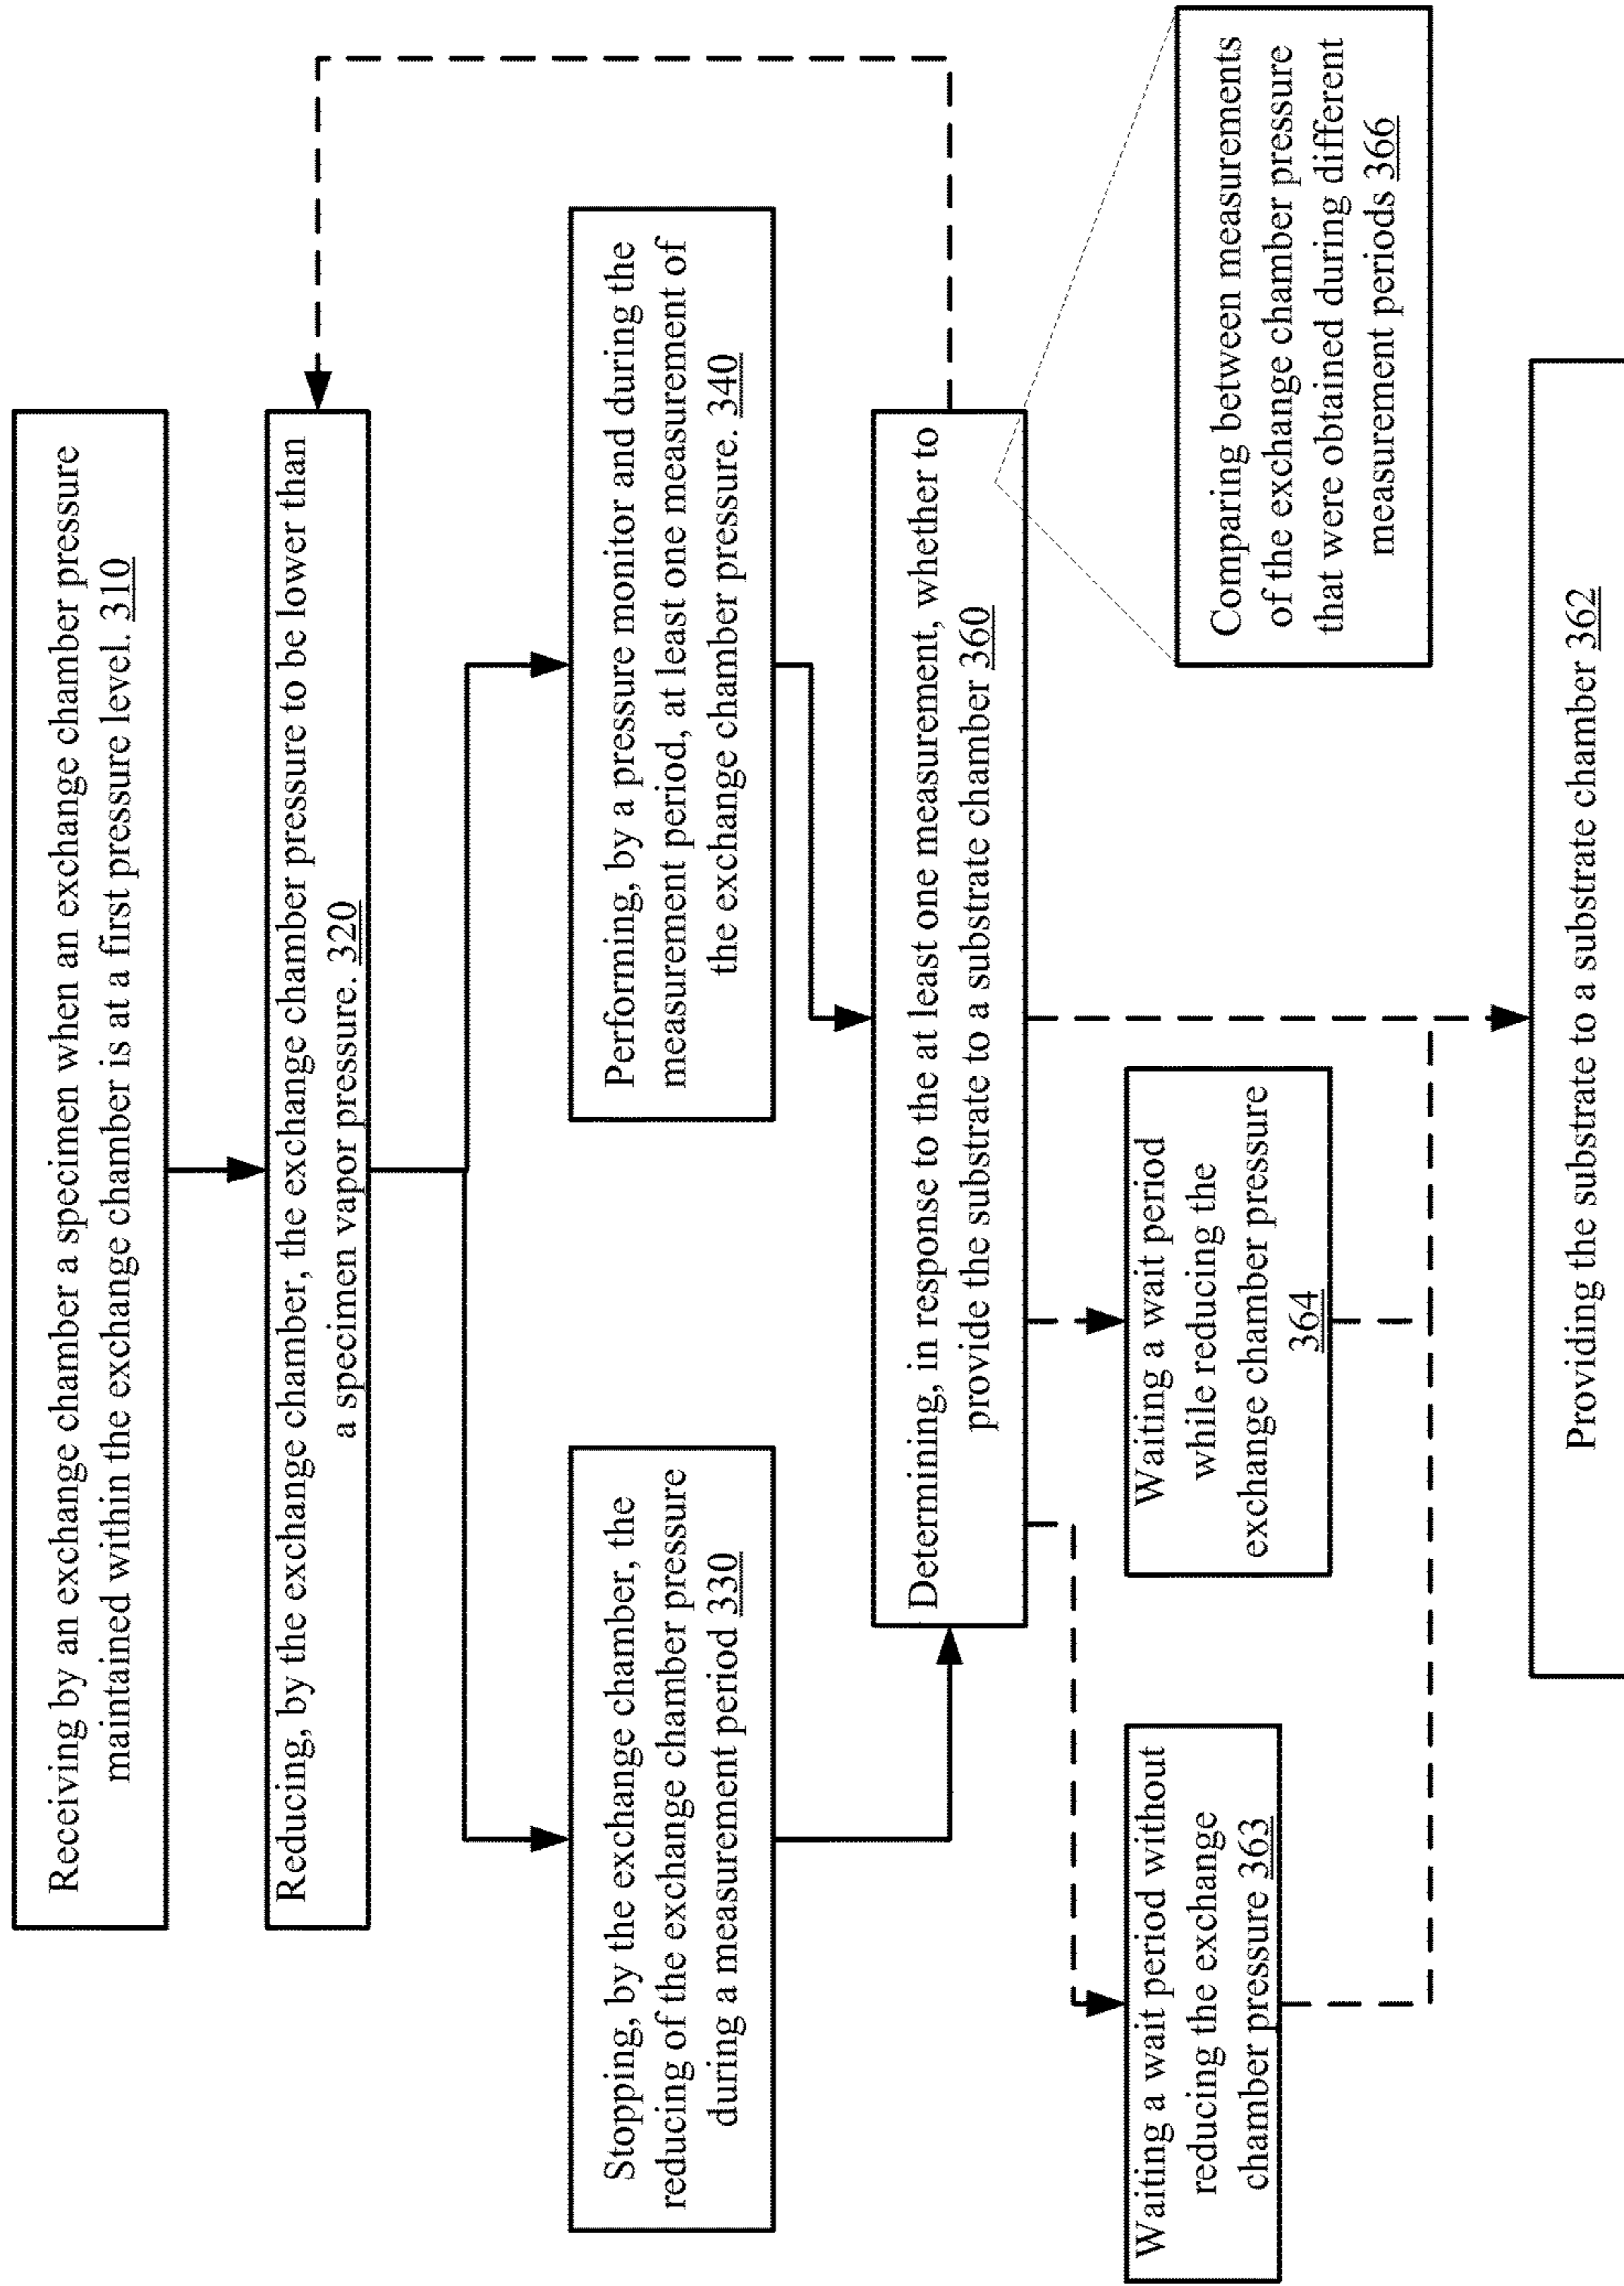 Receiving by an exchange chamber a specimen when an exchange chamber pressure
maintained within the exchange chamber is at a first pressure level. 310
Reducing, by the exchange chamber, the exchange chamber pressure to be lower than
a specimen vapor pressure. 320
Stopping, by the exchange chamber, the
reducing of the exchange chamber pressure
during a measurement period 330
Performing, by a pressure monitor and during the
measurement period, at least one measurement of
the exchange chamber pressure. 340
Determining, in response to the at least one measurement, whether to
provide the substrate to a substrate chamber 360
Waiting a wait period without
reducing the exchange
chamber pressure 363
Waiting a wait period
while reducing the
exchange chamber pressure
364
Comparing between measurements
of the exchange chamber pressure
that were obtained during different
measurement periods 366
Providing the substrate to a substrate chamber 362